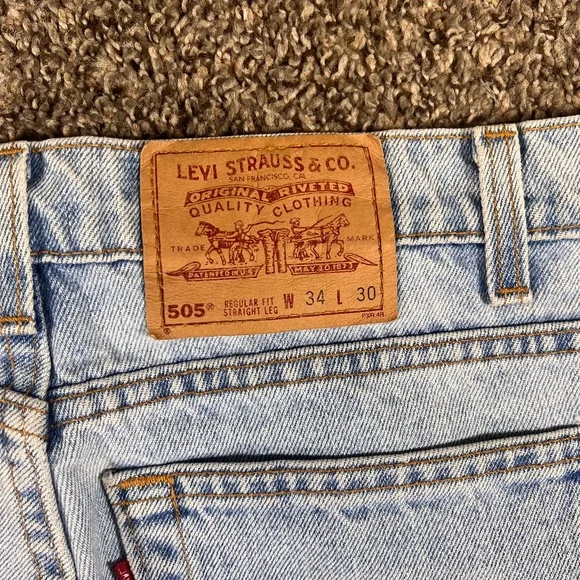 LEVI STRAUSS & CO.
SAN FRANCISCO, CAL
ORIGINAL RIVETED
QUALITY CLOTHING
TRADE MARK
PATENTED IN U.S. MAY 20 1873
505® REGULAR FIT W 34 L 30
STRAIGHT LEG
®